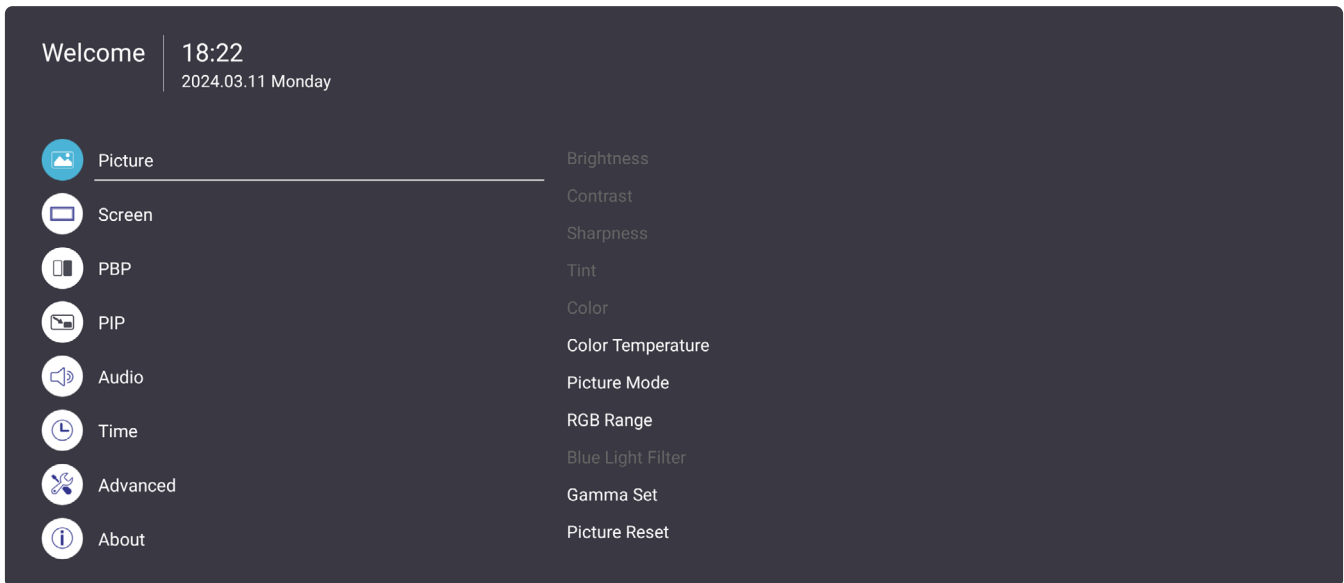 Welcome
18:22
2024.03.11 Monday
Picture
Screen
PBP
PIP
Audio
Time
Advanced
About
Brightness
Contrast
Sharpness
Tint
Color
Color Temperature
Picture Mode
RGB Range
Blue Light Filter
Gamma Set
Picture Reset